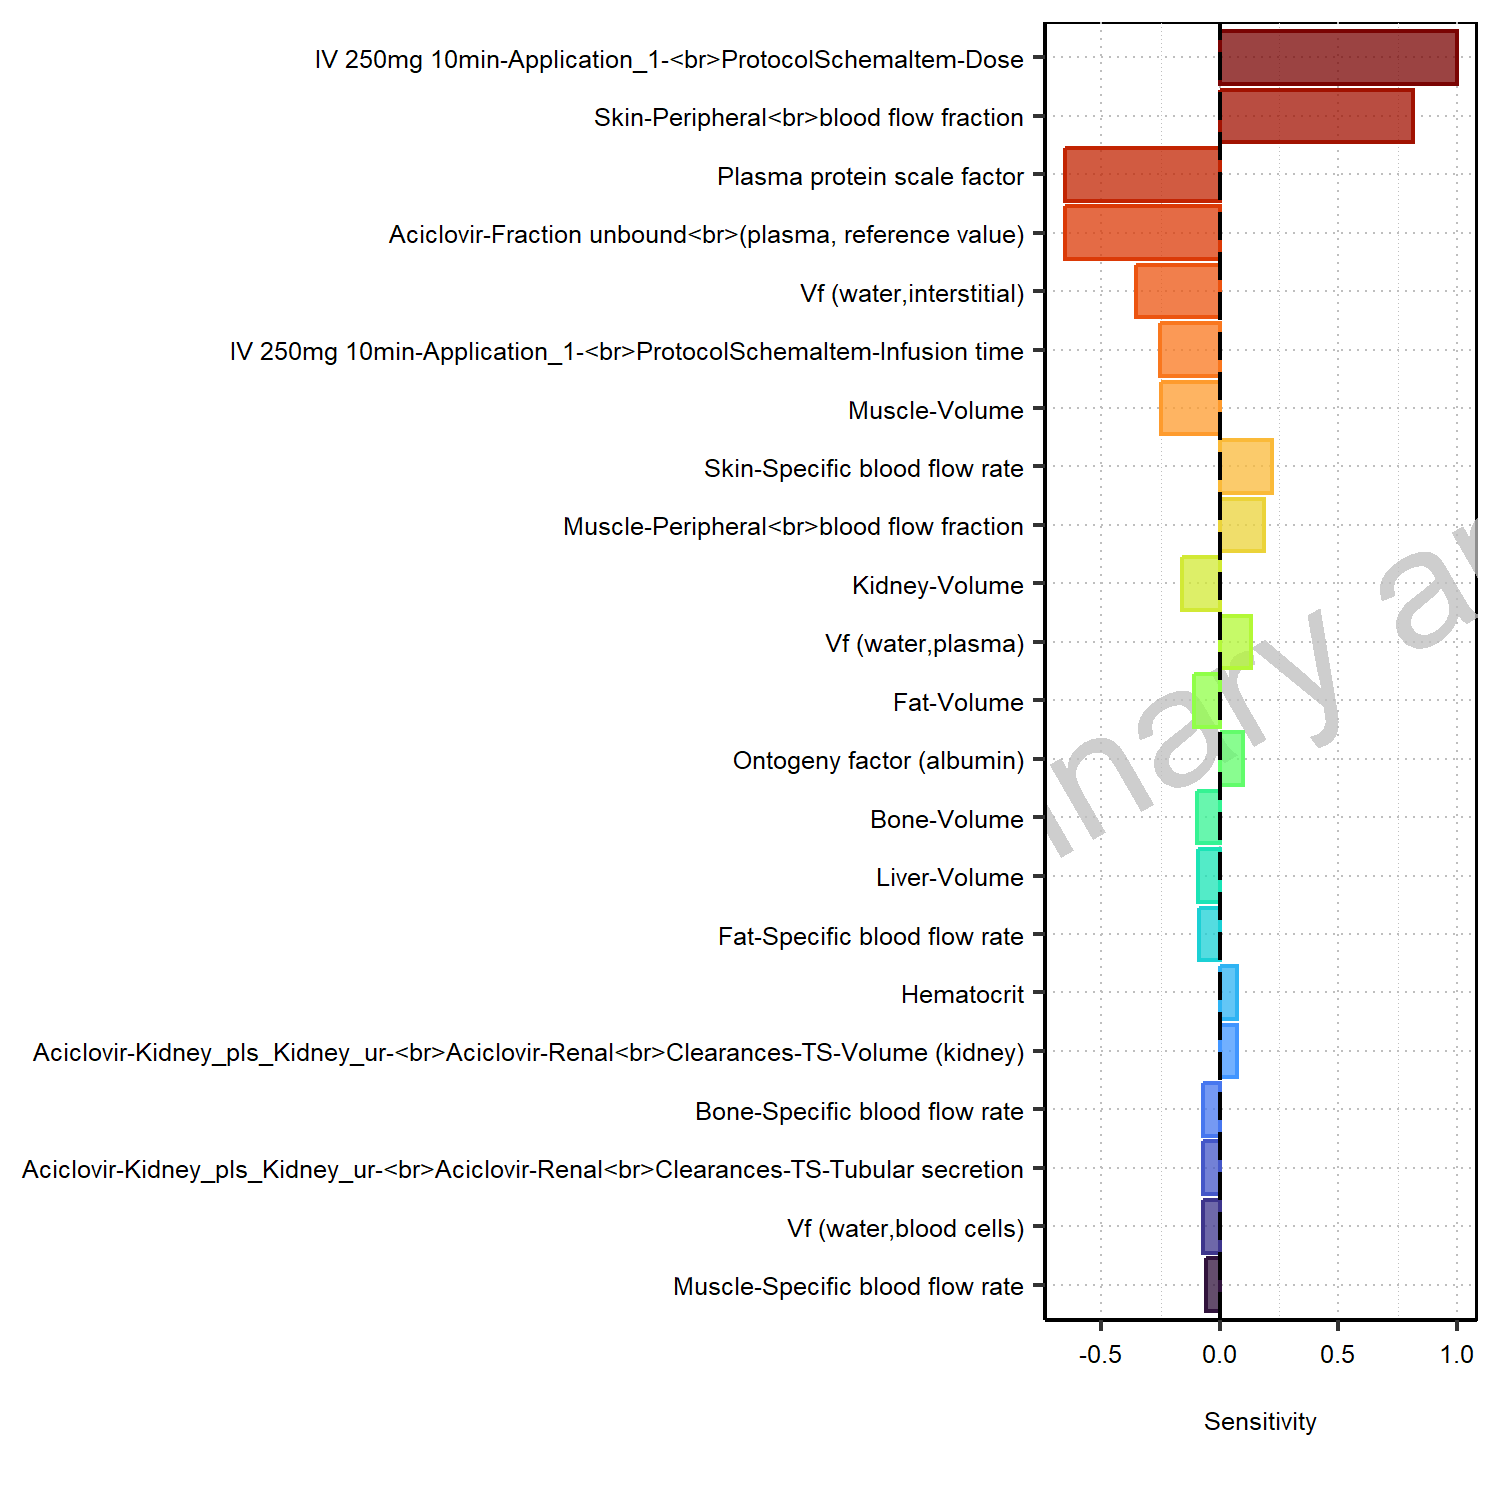 IV 250mg 10min-Application_1-<br>ProtocolSchemaItem-Dose
Skin-Peripheral<br>blood flow fraction
Plasma protein scale factor
Aciclovir-Fraction unbound<br>(plasma, reference value)
Vf (water,interstitial)
IV 250mg 10min-Application_1-<br>ProtocolSchemaItem-Infusion time
Muscle-Volume
Skin-Specific blood flow rate
Muscle-Peripheral<br>blood flow fraction
Kidney-Volume
Vf (water,plasma)
Fat-Volume
Ontogeny factor (albumin)
Bone-Volume
Liver-Volume
Fat-Specific blood flow rate
Hematocrit
Aciclovir-Kidney_pls_Kidney_ur-<br>Aciclovir-Renal<br>Clearances-TS-Volume (kidney)
Bone-Specific blood flow rate
Aciclovir-Kidney_pls_Kidney_ur-<br>Aciclovir-Renal<br>Clearances-TS-Tubular secretion
Vf (water,blood cells)
Muscle-Specific blood flow rate
-0.5 0.0 0.5 1.0
Sensitivity